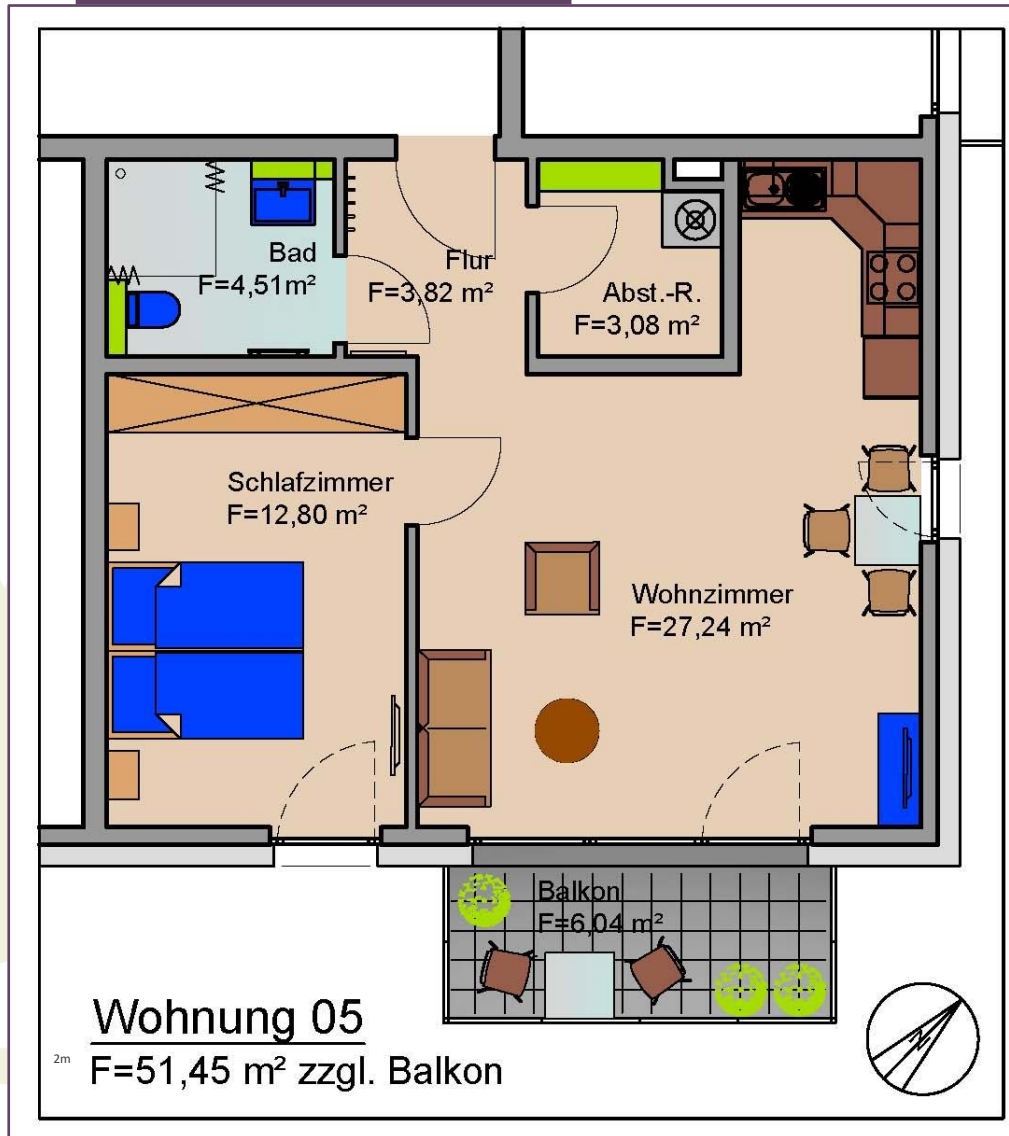 Bad
F=4,51m²
Flur
F=3,82 m²
Abst.-R.
F=3,08 m²
Schlafzimmer
F=12,80 m²
Wohnzimmer
F=27,24 m²
Balkon
F=6,04 m²
Wohnung 05
2m
F=51,45 m² zzgl. Balkon
N